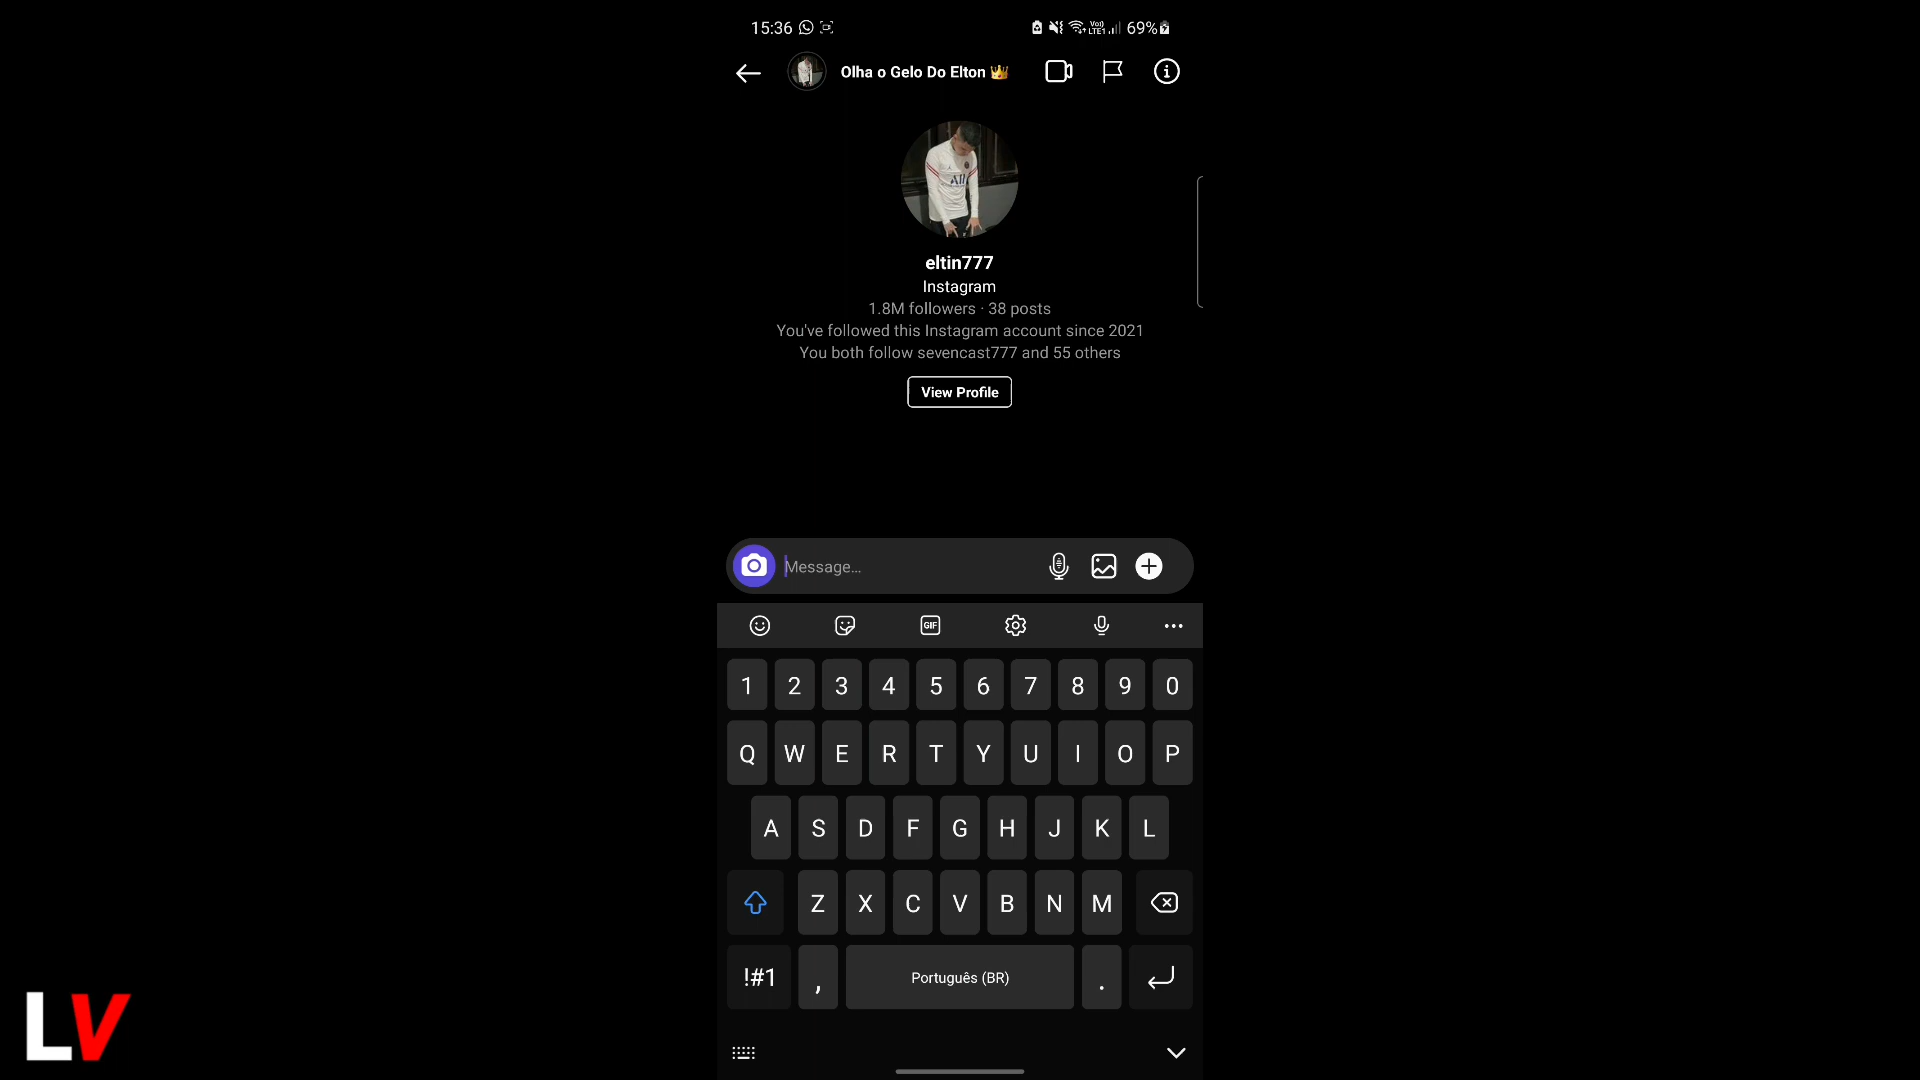 15:36 Vo) LTE1 69%
Olha o Gelo Do Elton 👑
eltin777
Instagram
1.8M followers · 38 posts
You've followed this Instagram account since 2021
You both follow sevencast777 and 55 others
View Profile
Message...
GIF
1 2 3 4 5 6 7 8 9 0
Q W E R T Y U I O P
A S D F G H J K L
Z X C V B N M
!#1 , Português (BR) .
LV